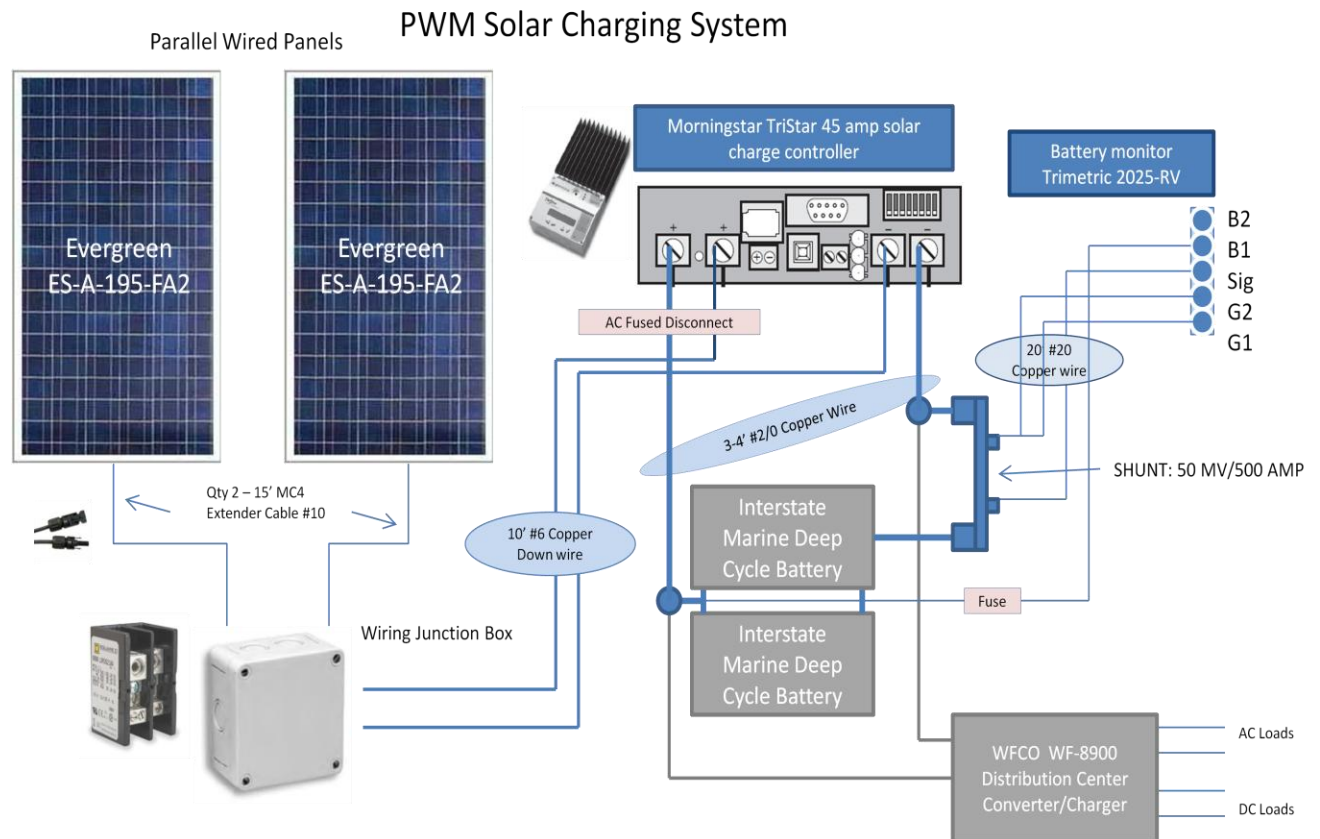 PWM Solar Charging System
Parallel Wired Panels
Evergreen
ES-A-195-FA2
Evergreen
ES-A-195-FA2
Morningstar TriStar 45 amp solar
charge controller
Battery monitor
Trimetric 2025-RV
B2
B1
Sig
G2
G1
AC Fused Disconnect
20' #20
Copper wire
3-4' #2/0 Copper Wire
SHUNT: 50 MV/500 AMP
Qty 2 – 15' MC4
Extender Cable #10
10' #6 Copper
Down wire
Interstate
Marine Deep
Cycle Battery
Fuse
Interstate
Marine Deep
Cycle Battery
Wiring Junction Box
WFCO WF-8900
Distribution Center
Converter/Charger
AC Loads
DC Loads